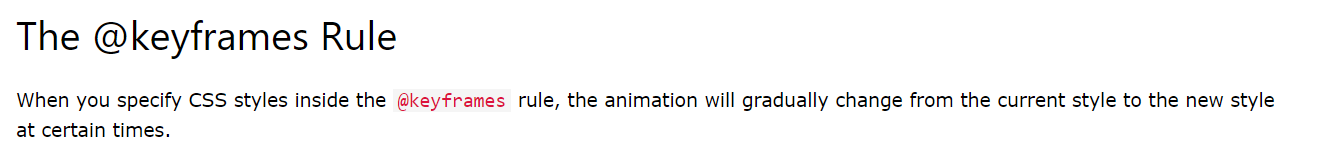 The @keyframes Rule
When you specify CSS styles inside the @keyframes rule, the animation will gradually change from the current style to the new style
at certain times.